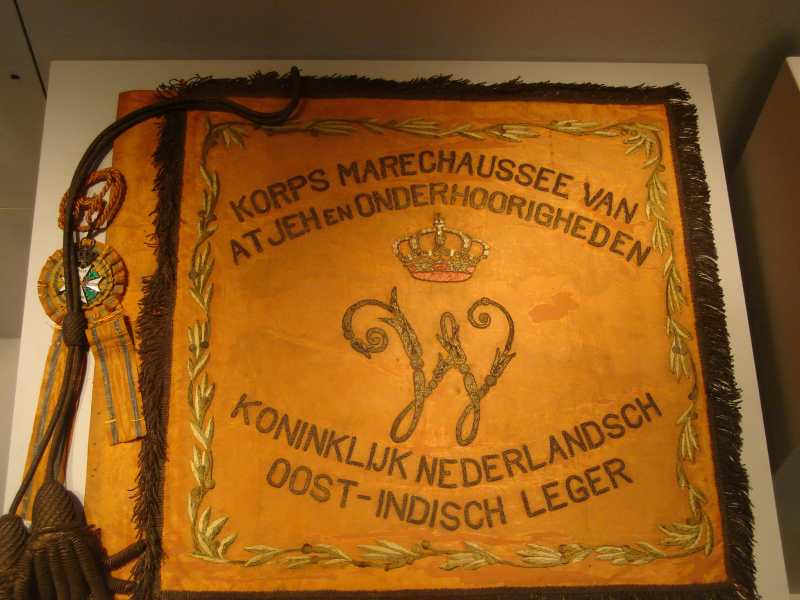 KORPS MARECHAUSSEE VAN
ATJEH EN ONDERHOORIGHEDEN
W
KONINKLIJK NEDERLANDSCH
OOST-INDISCH LEGER